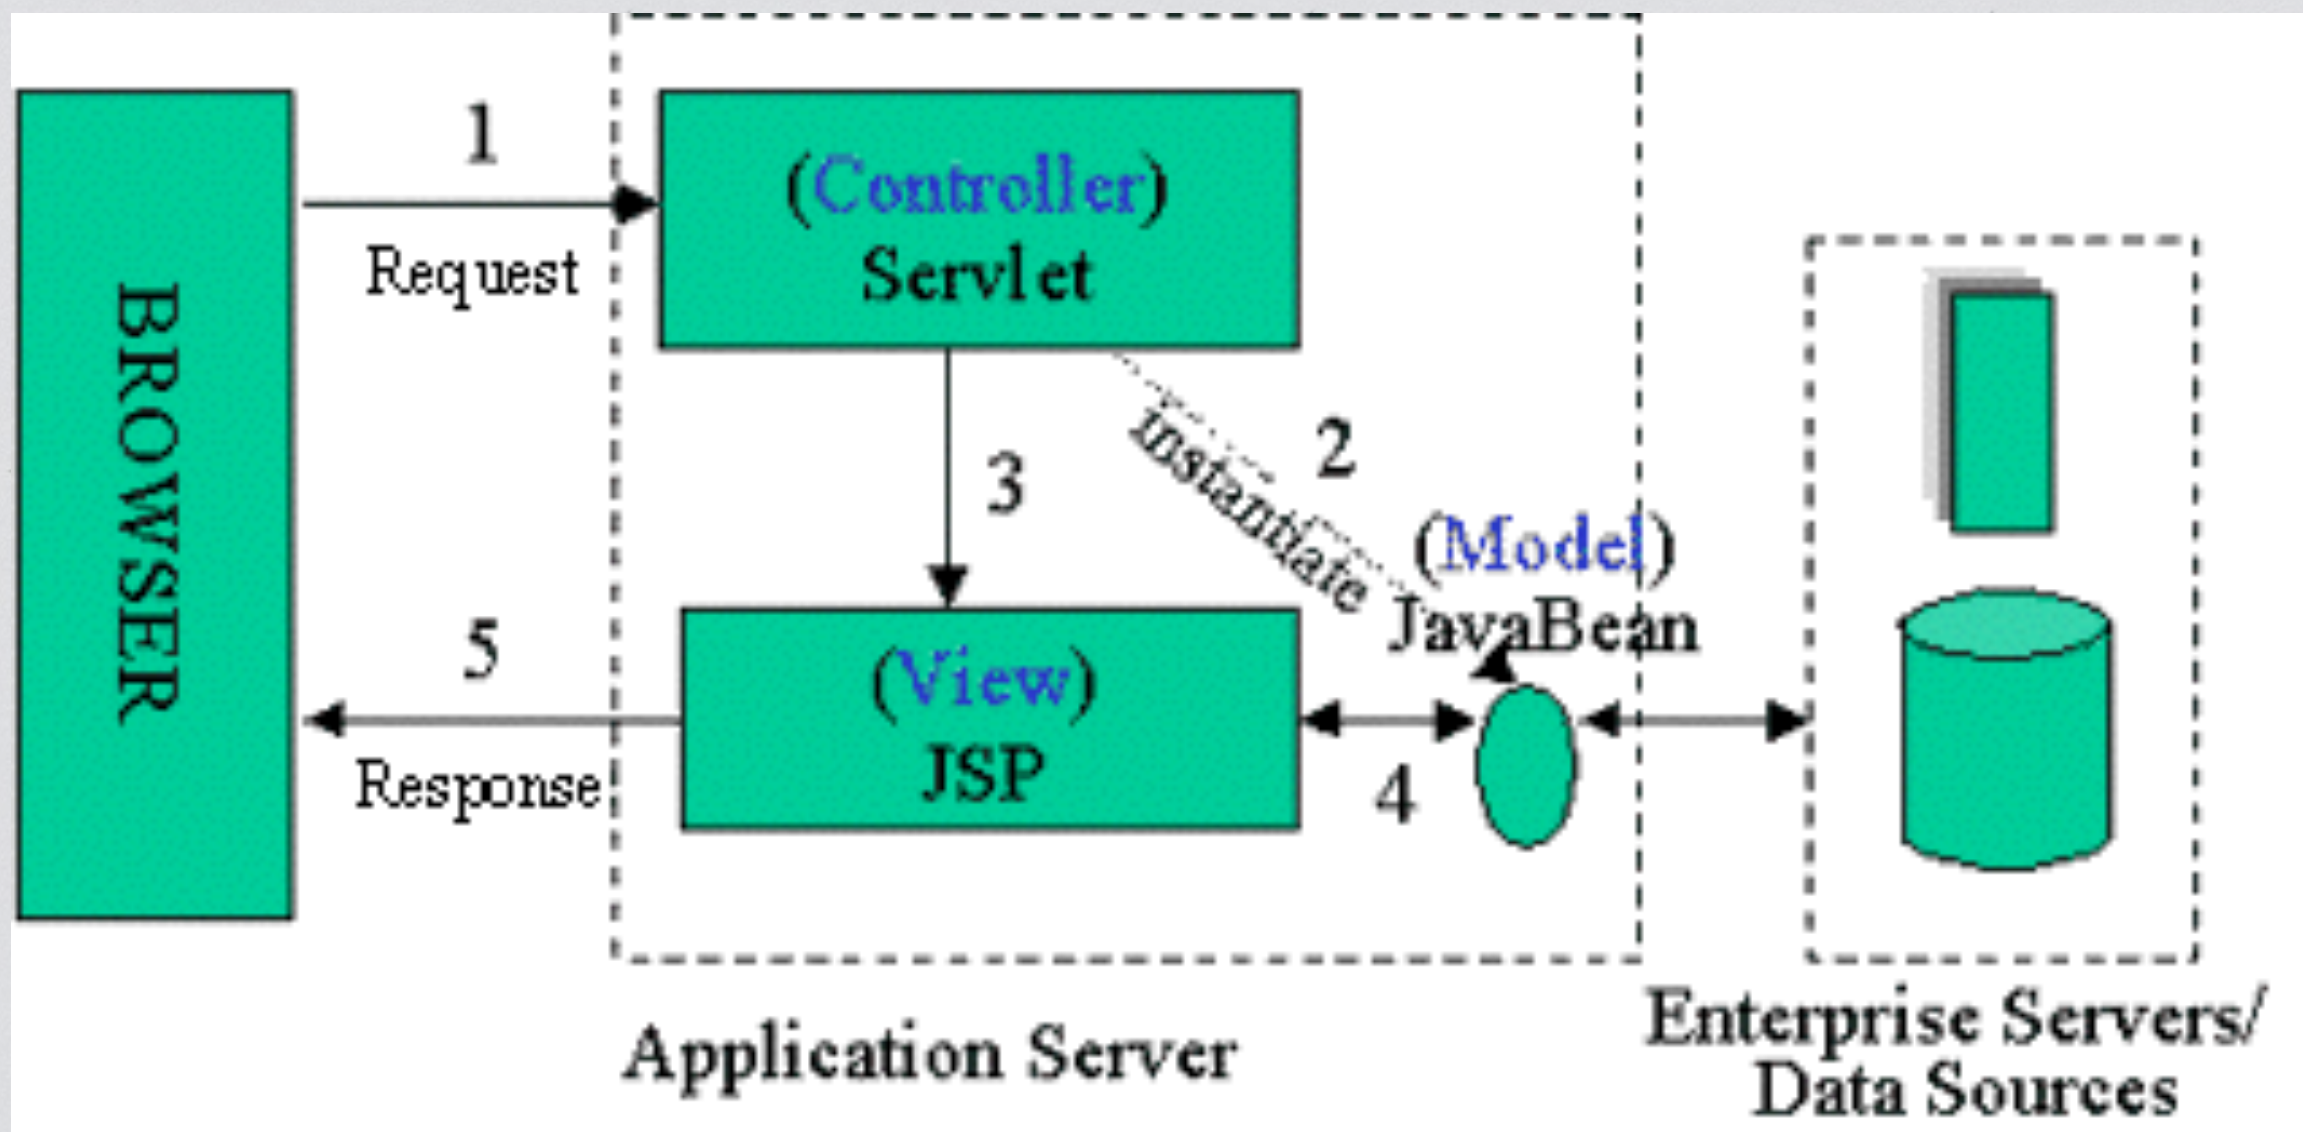 BROWSER
1
Request
(Controller)
Servlet
2
instantiate
3
(Model)
JavaBean
(View)
JSP
4
5
Response
Application Server
Enterprise Servers/
Data Sources